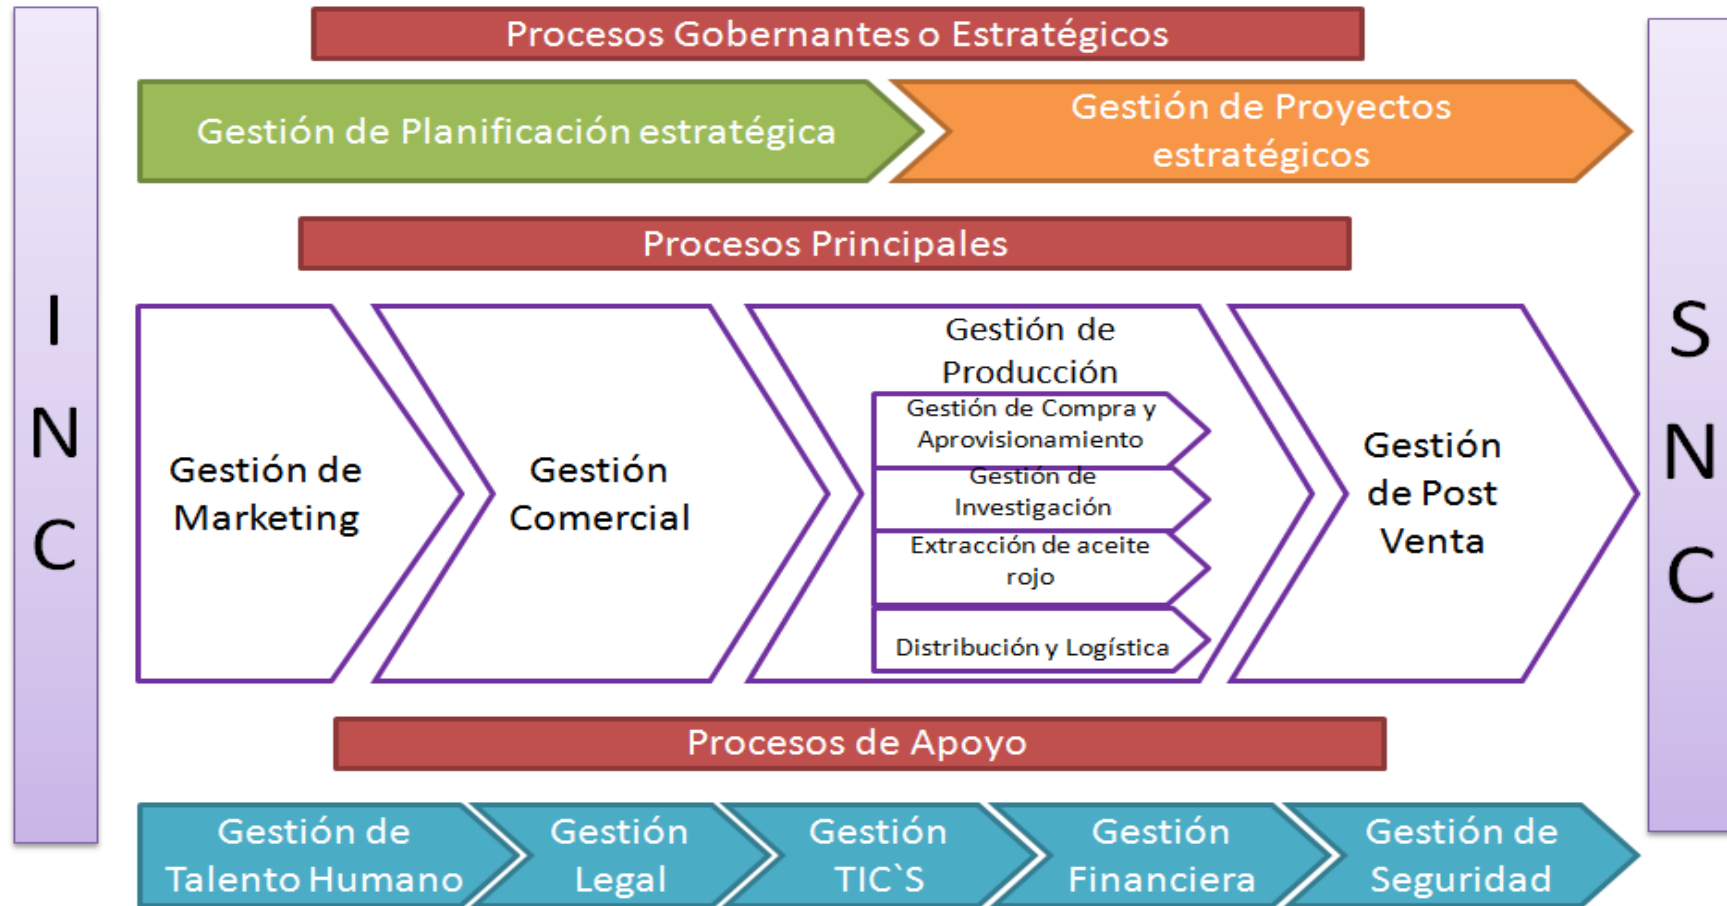 Procesos Gobernantes o Estratégicos
Gestión de Planificación estratégica
Gestión de Proyectos
estratégicos
Procesos Principales
I
N
C
Gestión de
Marketing
Gestión
Comercial
Gestión de
Producción
Gestión de Compra y
Aprovisionamiento
Gestión de
Investigación
Extracción de aceite
rojo
Distribución y Logística
Gestión
de Post
Venta
S
N
C
Procesos de Apoyo
Gestión de
Talento Humano
Gestión
Legal
Gestión
TIC`S
Gestión
Financiera
Gestión de
Seguridad